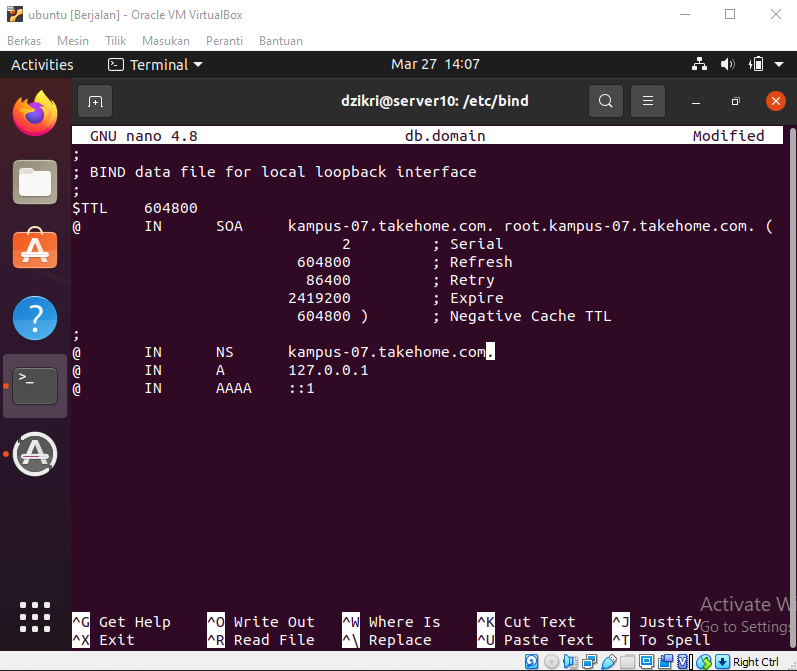 ubuntu [Berjalan] - Oracle VM VirtualBox
Berkas Mesin Tilik Masukan Peranti Bantuan
Activities Terminal Mar 27 14:07
dzikri@server10: /etc/bind
GNU nano 4.8 db.domain Modified
;
; BIND data file for local loopback interface
;
$TTL 604800
@ IN SOA kampus-07.takehome.com. root.kampus-07.takehome.com. (
2 ; Serial
604800 ; Refresh
86400 ; Retry
2419200 ; Expire
604800 ) ; Negative Cache TTL
;
@ IN NS kampus-07.takehome.com.
@ IN A 127.0.0.1
@ IN AAAA ::1
^G Get Help ^O Write Out ^W Where Is ^K Cut Text ^J Justify
^X Exit ^R Read File ^\ Replace ^U Paste Text ^T To Spell
Activate W
Go to Settings
Right Ctrl